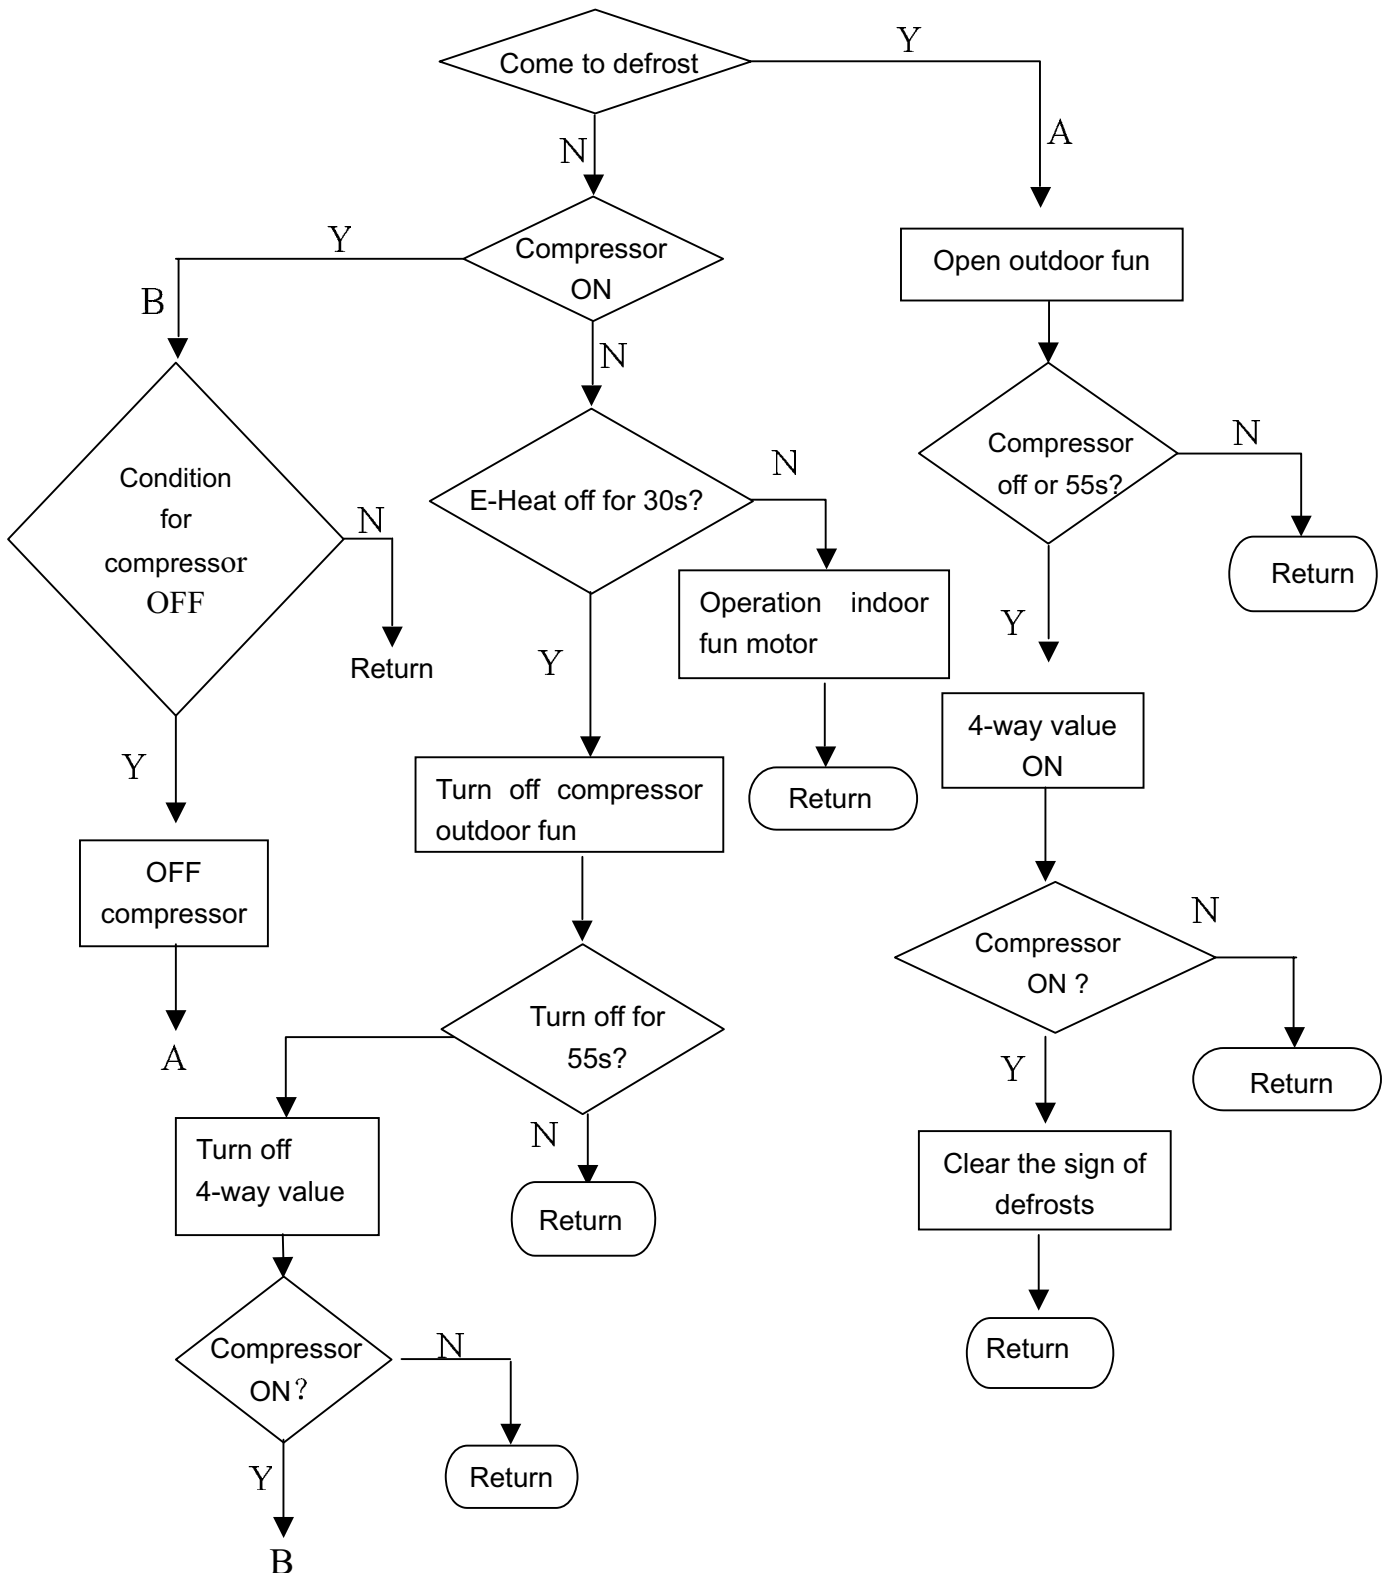 Come to defrost
Y
A
N
Compressor
ON
Y
B
N
Open outdoor fun
Condition
for
compressor
OFF
N
Return
Y
OFF
compressor
A
E-Heat off for 30s?
N
Operation indoor
fun motor
Return
Y
Turn off compressor
outdoor fun
Turn off for
55s?
N
Return
Turn off
4-way value
Compressor
ON?
N
Return
Y
B
Compressor
off or 55s?
N
Return
Y
4-way value
ON
Compressor
ON ?
N
Return
Y
Clear the sign of
defrosts
Return